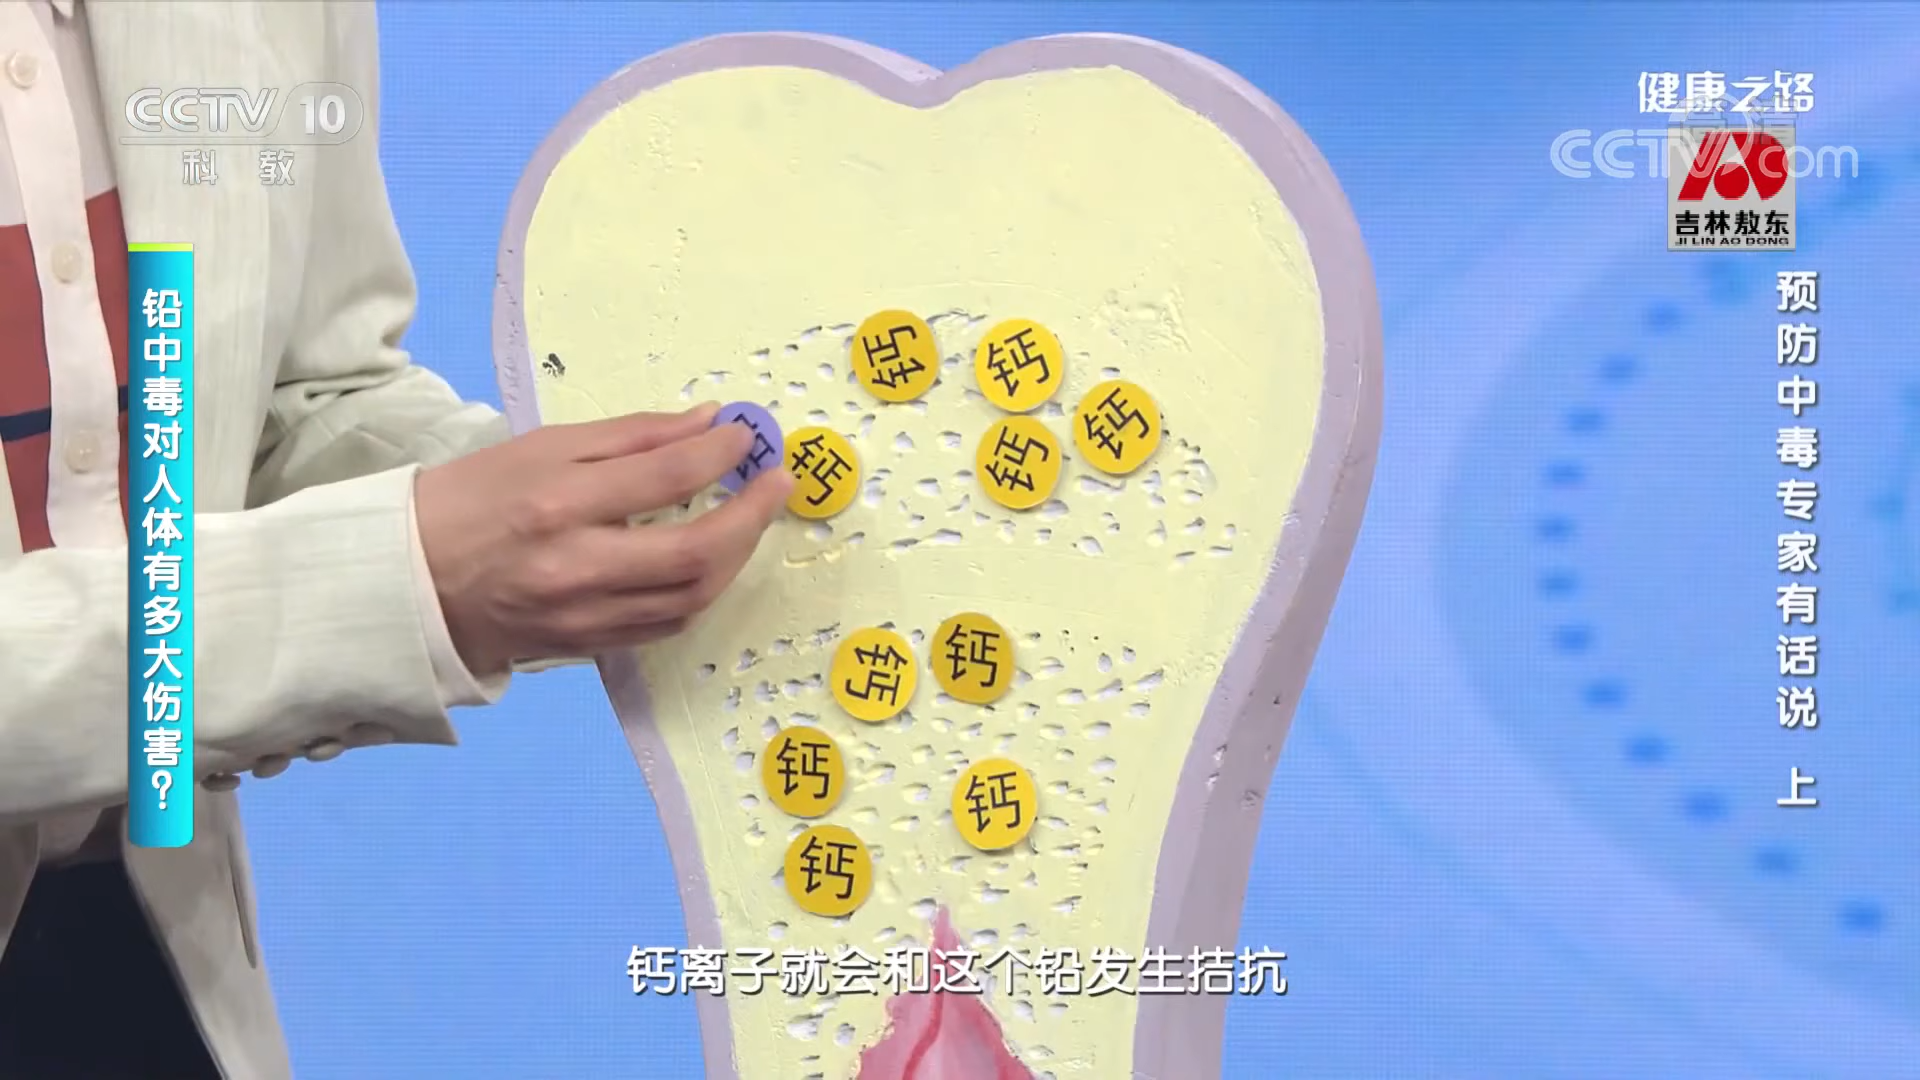 CCTV 10
科 教
健康之路
高清
CCTV.com
吉林敖东
JI LIN AO DONG
铅中毒对人体有多大伤害?
预防中毒专家有话说 上
钙
钙
钙
钙
钙
钙
钙
钙
钙
钙
钙离子就会和这个铅发生拮抗